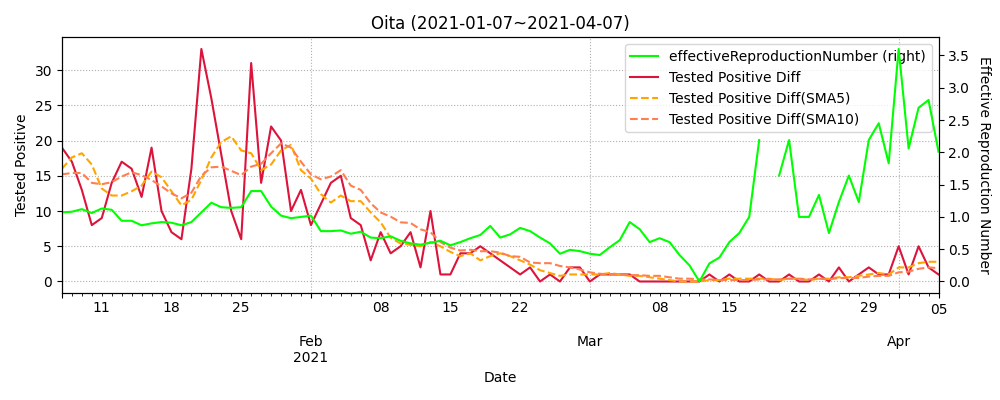 Oita (2021-01-07~2021-04-07)
effectiveReproductionNumber (right)
Tested Positive Diff
Tested Positive Diff(SMA5)
Tested Positive Diff(SMA10)
Tested Positive
30
25
20
15
10
5
0
3.5
3.0
2.5
2.0
1.5
1.0
0.5
0.0
Effective Reproduction Number
11 18 25 08 15 22 08 15 22 29 05
Feb Mar Apr
2021
Date